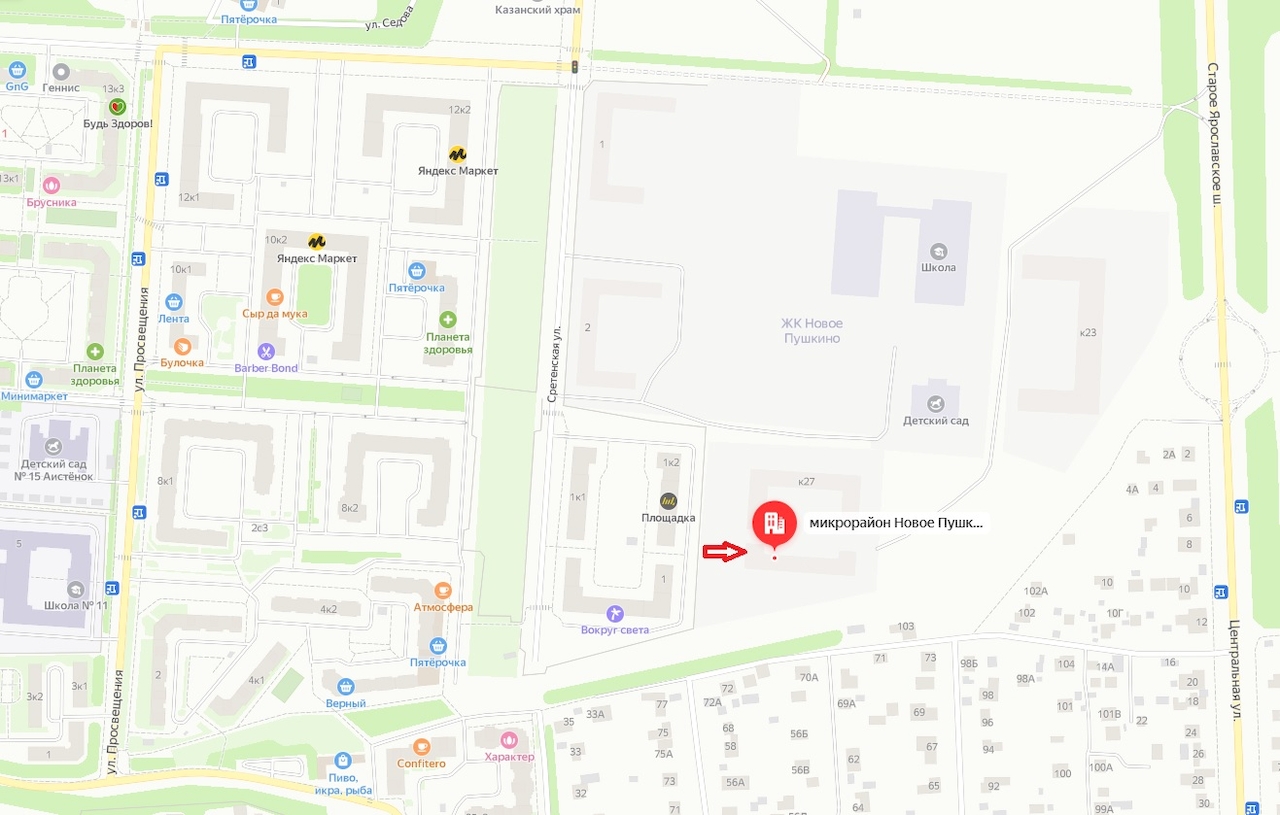 Казанский храм
Пятёрочка
ул. Седова
GnG
Геннис
13к3
Будь Здоров!
12к2
Яндекс Маркет
1
1
13к1
Брусника
12к1
Старое Ярославское ш.
10к2
Яндекс Маркет
10к1
Пятёрочка
Лента
Сыр да мука
Планета
здоровья
Булочка
Barber Bond
Планета
здоровья
Минимаркет
ул. Просвещения
Сретенская ул.
2
Школа
ЖК Новое
Пушкино
к23
Детский сад
Детский сад
№ 15 Аистёнок
8к1
8к2
2с3
1к1
1к2
Площадка
к27
микрорайон Новое Пушк...
2А
2
4А
4
6
8
5
Школа № 11
4к2
Атмосфера
1
Вокруг света
Пятёрочка
10
102А
102
10Г
10
12
103
Центральная ул.
2
4к1
Верный
3к1
3к2
1
ул. Просвещения
71
73
98Б
104
14А
16
70А
98А
20
72
72А
69А
98
101
18
77
33А
35
69
96
101В
22
68
75
56Б
24
58
67
94
33
75А
62
26
Характер
Confitero
Пиво,
икра, рыба
32
73
56А
56В
65
92
100
100А
28
71
64
99А
30